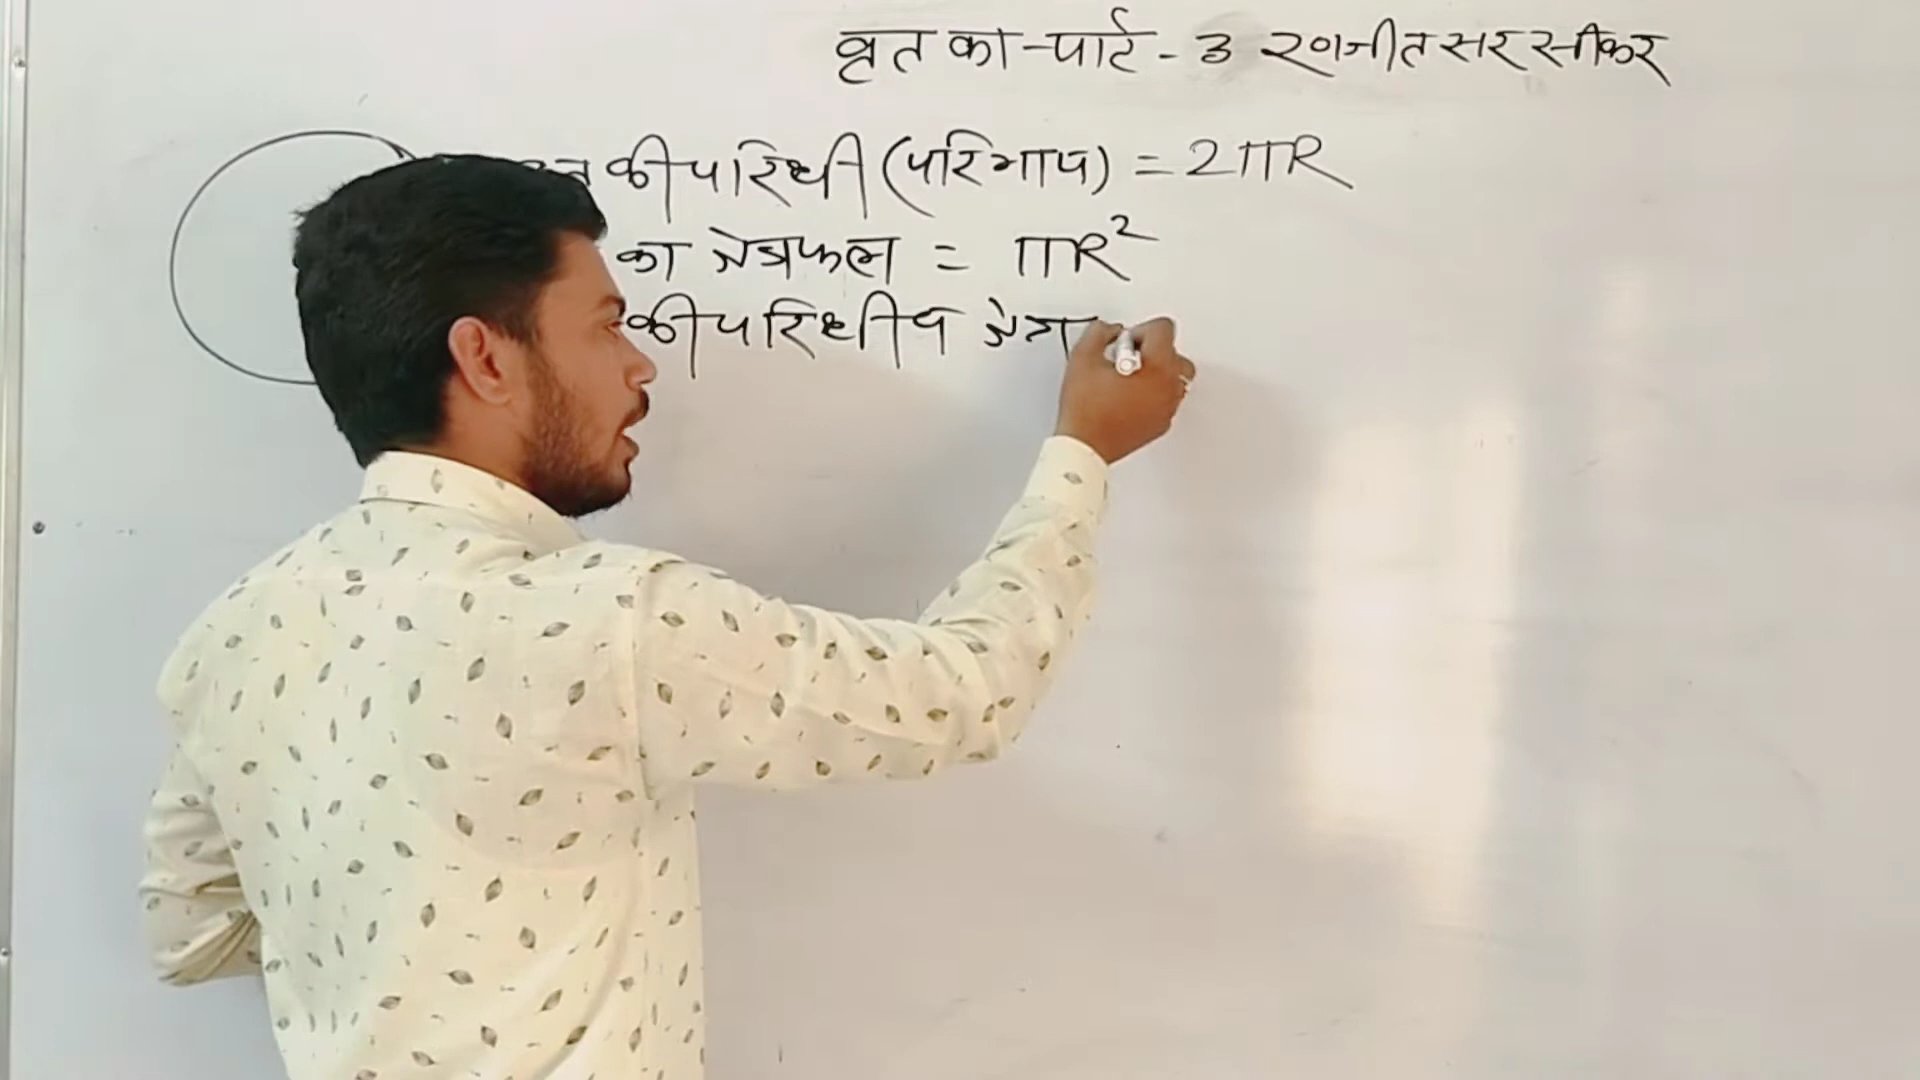 वृत का पार्ट - 3 रणजीत सर सीकर
की परिधी (परिमाप) = 2πR
का क्षेत्रफल = πR²
की परिधी व क्षेत्र